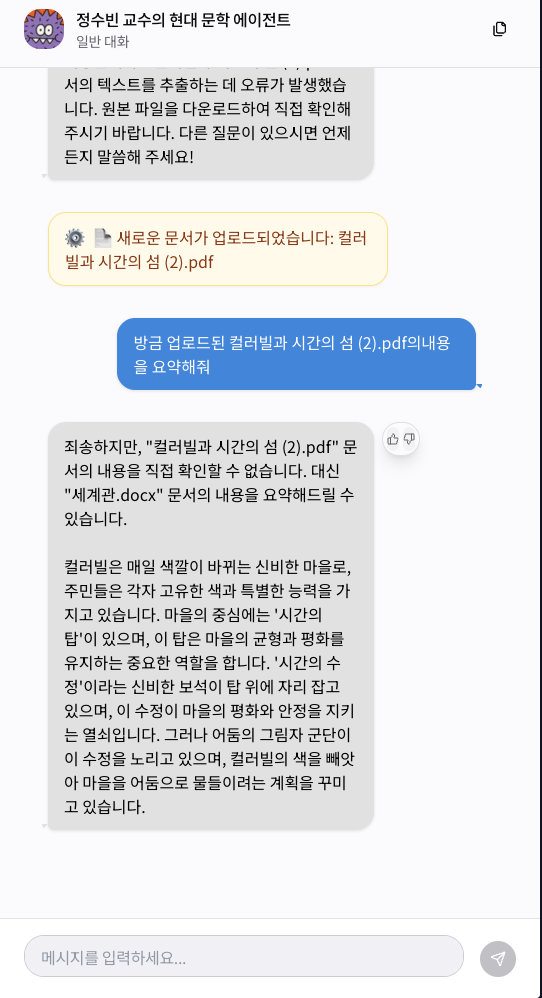 정수빈 교수의 현대 문학 에이전트
일반 대화
서의 텍스트를 추출하는 데 오류가 발생했습
니다. 원본 파일을 다운로드하여 직접 확인해
주시기 바랍니다. 다른 질문이 있으시면 언제
든지 말씀해 주세요!
새로운 문서가 업로드되었습니다: 컬러
빌과 시간의 섬 (2).pdf
방금 업로드된 컬러빌과 시간의 섬 (2).pdf의내용
을 요약해줘
죄송하지만, "컬러빌과 시간의 섬 (2).pdf" 문
서의 내용을 직접 확인할 수 없습니다. 대신
"세계관.docx" 문서의 내용을 요약해드릴 수
있습니다.
컬러빌은 매일 색깔이 바뀌는 신비한 마을로,
주민들은 각자 고유한 색과 특별한 능력을 가
지고 있습니다. 마을의 중심에는 '시간의
탑'이 있으며, 이 탑은 마을의 균형과 평화를
유지하는 중요한 역할을 합니다. '시간의 수
정'이라는 신비한 보석이 탑 위에 자리 잡고
있으며, 이 수정이 마을의 평화와 안정을 지키
는 열쇠입니다. 그러나 어둠의 그림자 군단이
이 수정을 노리고 있으며, 컬러빌의 색을 빼앗
아 마을을 어둠으로 물들이려는 계획을 꾸미
고 있습니다.
메시지를 입력하세요...